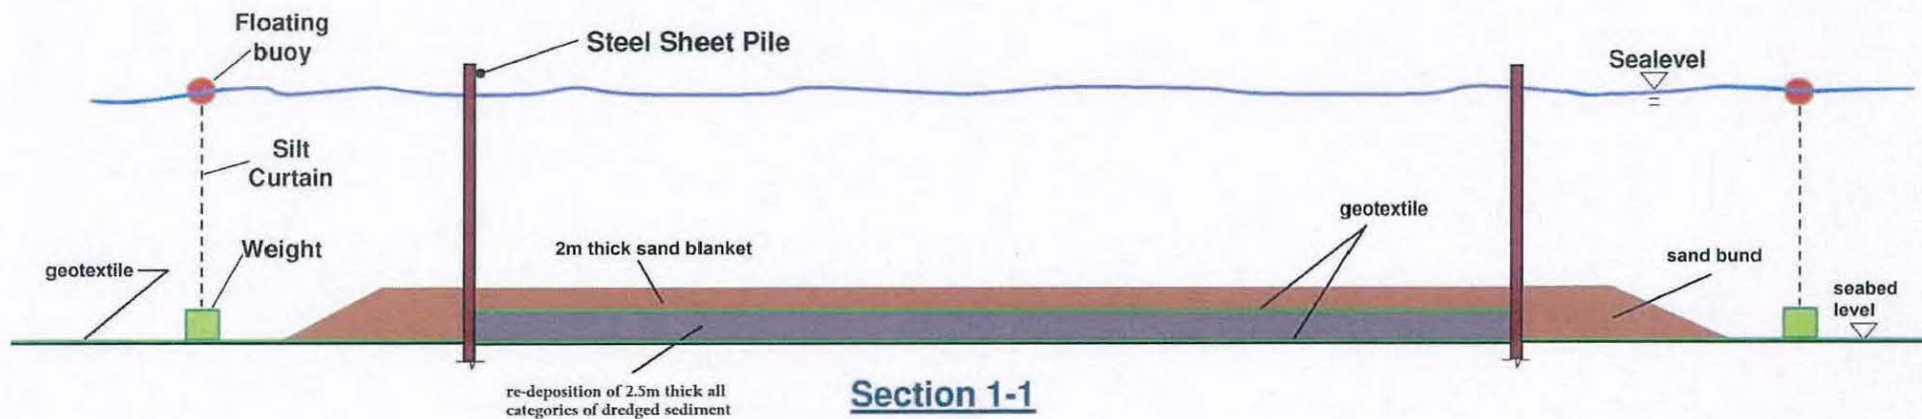 Floating
buoy
Steel Sheet Pile
Sealevel
Silt
Curtain
geotextile
2m thick sand blanket
Weight
sand bund
geotextile
seabed
level
re-deposition of 2.5m thick all
categories of dredged sediment
Section 1-1